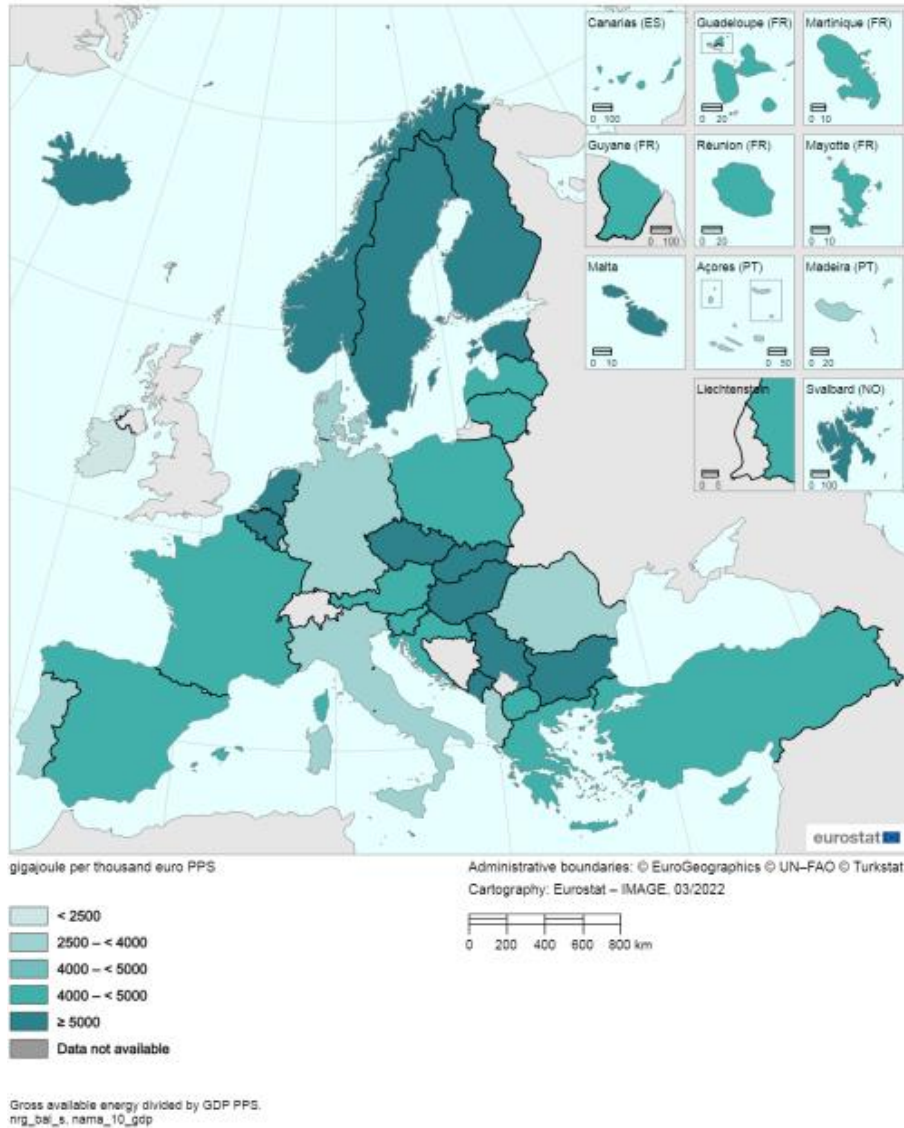 Canarias (ES)
0 100
Guadeloupe (FR)
0 20
Martinique (FR)
0 10
Guyane (FR)
0 100
Réunion (FR)
0 20
Mayotte (FR)
0 10
Malta
0 10
Açores (PT)
0 50
Madeira (PT)
0 20
Liechtenstein
0 5
Svalbard (NO)
0 100
eurostat
gigajoule per thousand euro PPS
Administrative boundaries: © EuroGeographics © UN–FAO © Turkstat
Cartography: Eurostat – IMAGE, 03/2022
< 2500
2500 – < 4000
4000 – < 5000
4000 – < 5000
≥ 5000
Data not available
0 200 400 600 800 km
Gross available energy divided by GDP PPS.
nrg_bal_s, nama_10_gdp